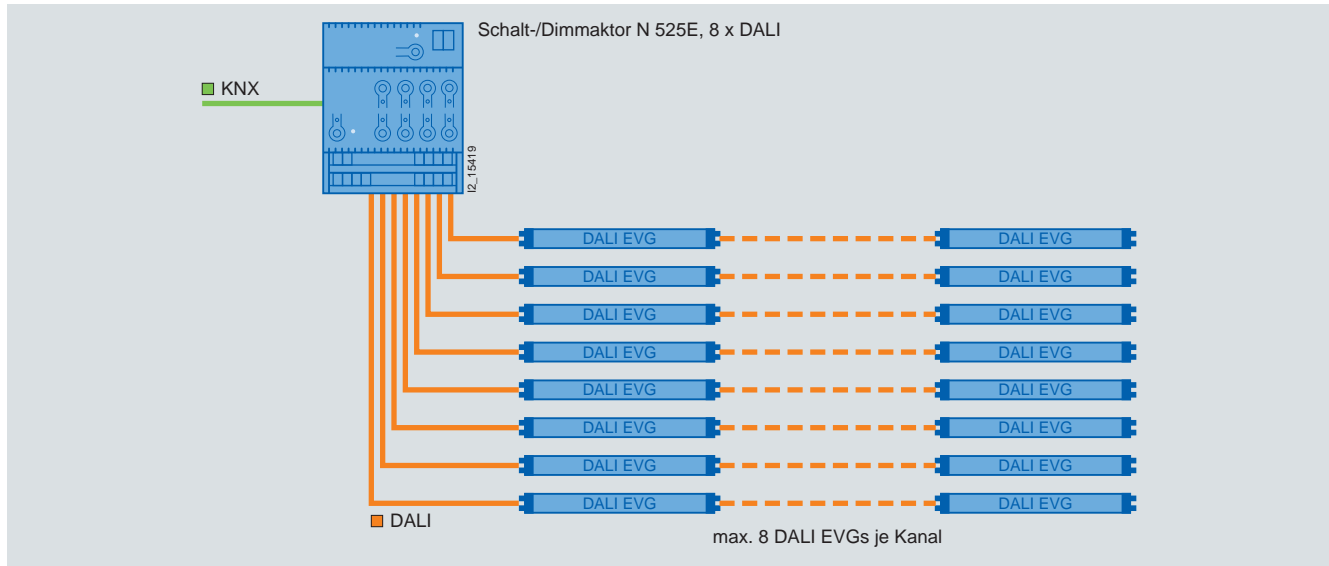 Schalt-/Dimmaktor N 525E, 8 x DALI
KNX
I2_15419
DALI EVG DALI EVG
DALI EVG DALI EVG
DALI EVG DALI EVG
DALI EVG DALI EVG
DALI EVG DALI EVG
DALI EVG DALI EVG
DALI EVG DALI EVG
DALI EVG DALI EVG
DALI
max. 8 DALI EVGs je Kanal